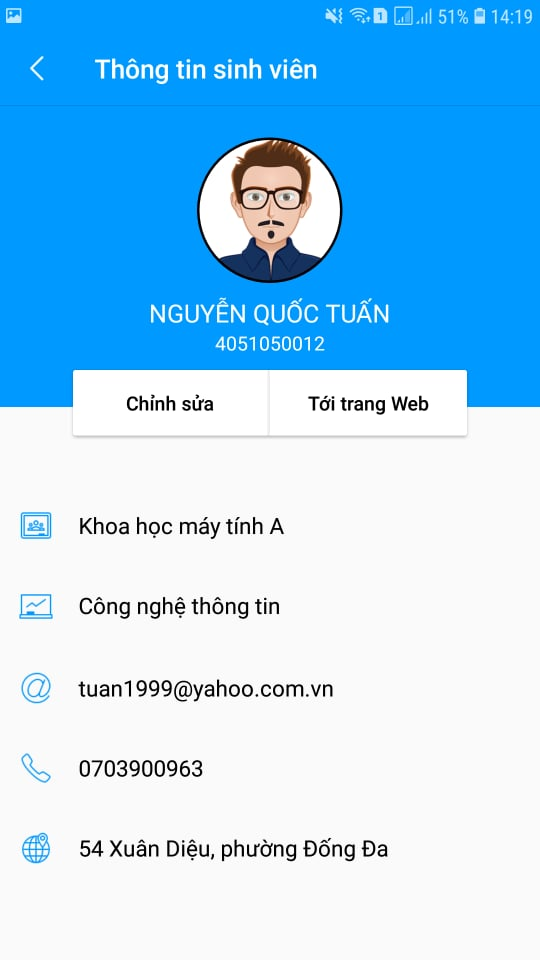 1 51% 14:19
Thông tin sinh viên
NGUYỄN QUỐC TUẤN
4051050012
Chỉnh sửa Tới trang Web
Khoa học máy tính A
Công nghệ thông tin
tuan1999@yahoo.com.vn
0703900963
54 Xuân Diệu, phường Đống Đa